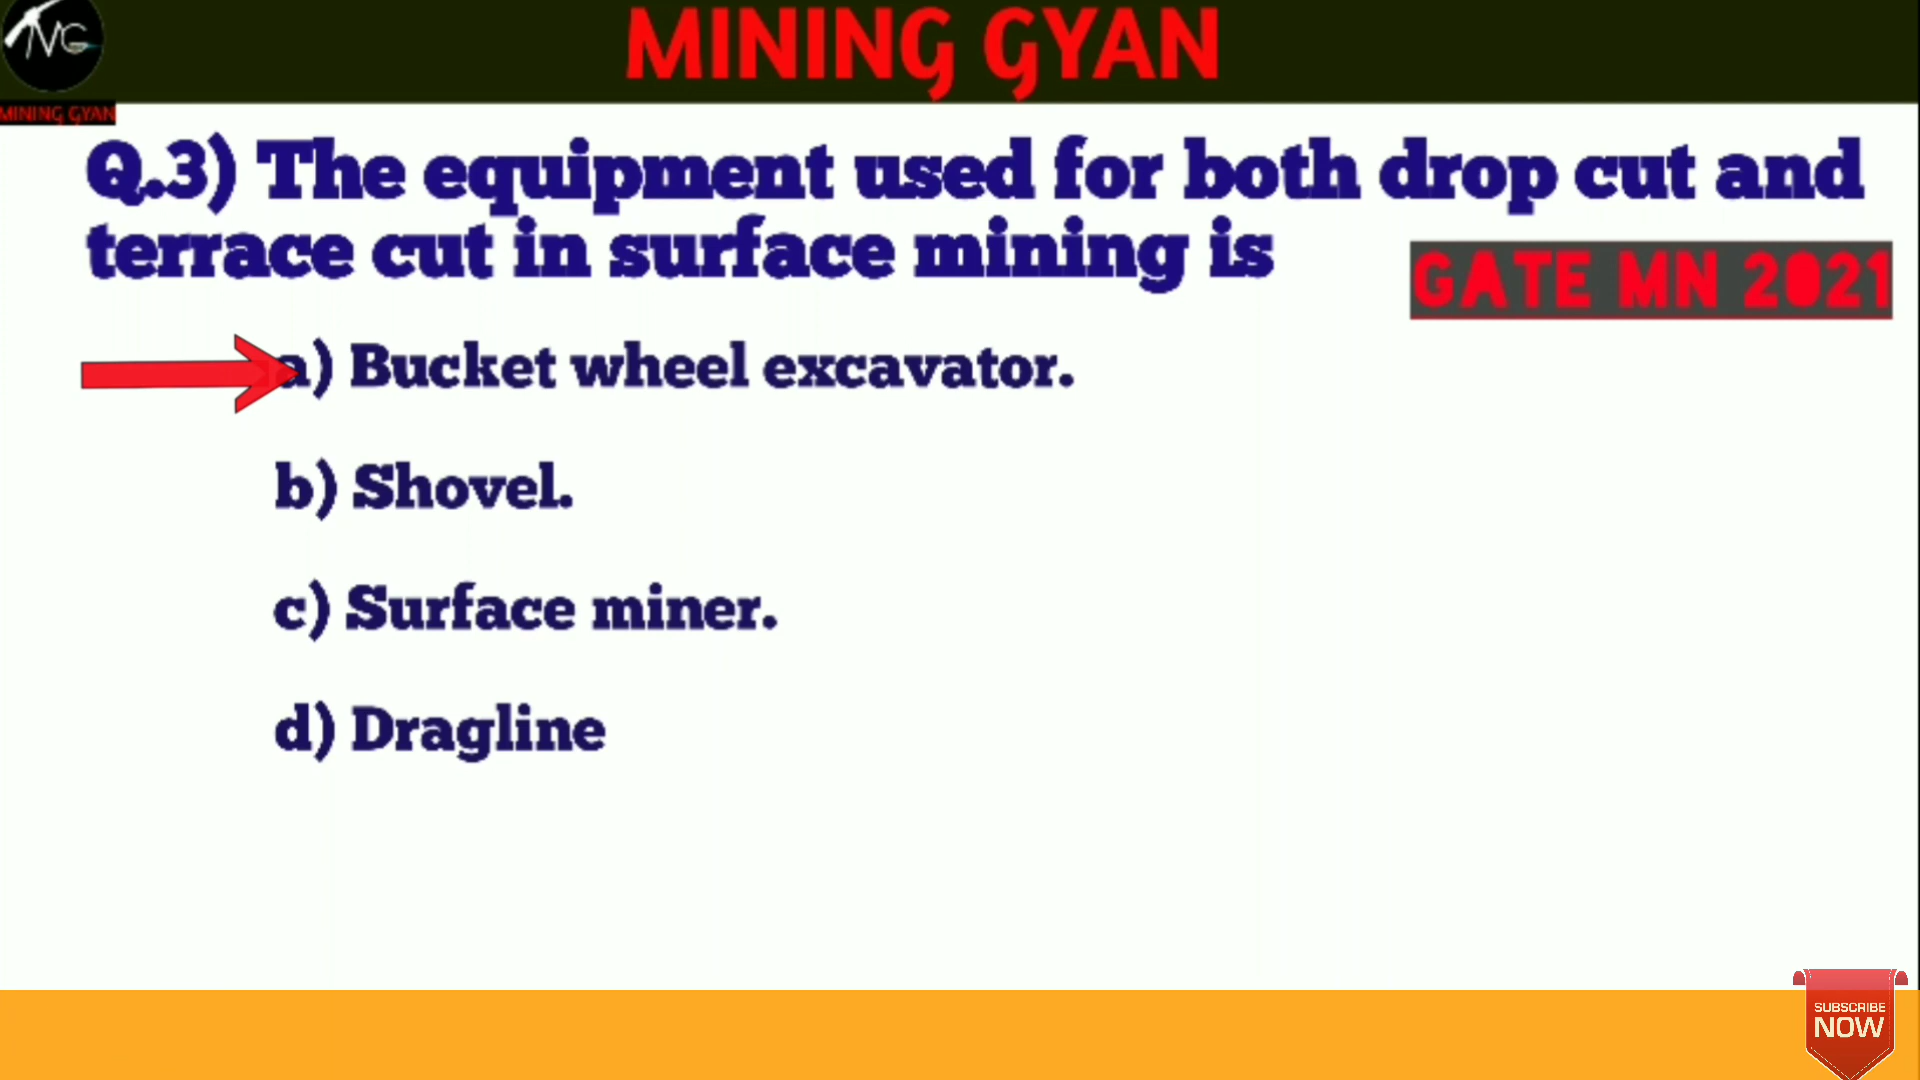 MINING GYAN
MINING GYAN
Q.3) The equipment used for both drop cut and
terrace cut in surface mining is
GATE MN 2021
a) Bucket wheel excavator.
b) Shovel.
c) Surface miner.
d) Dragline
SUBSCRIBE
NOW